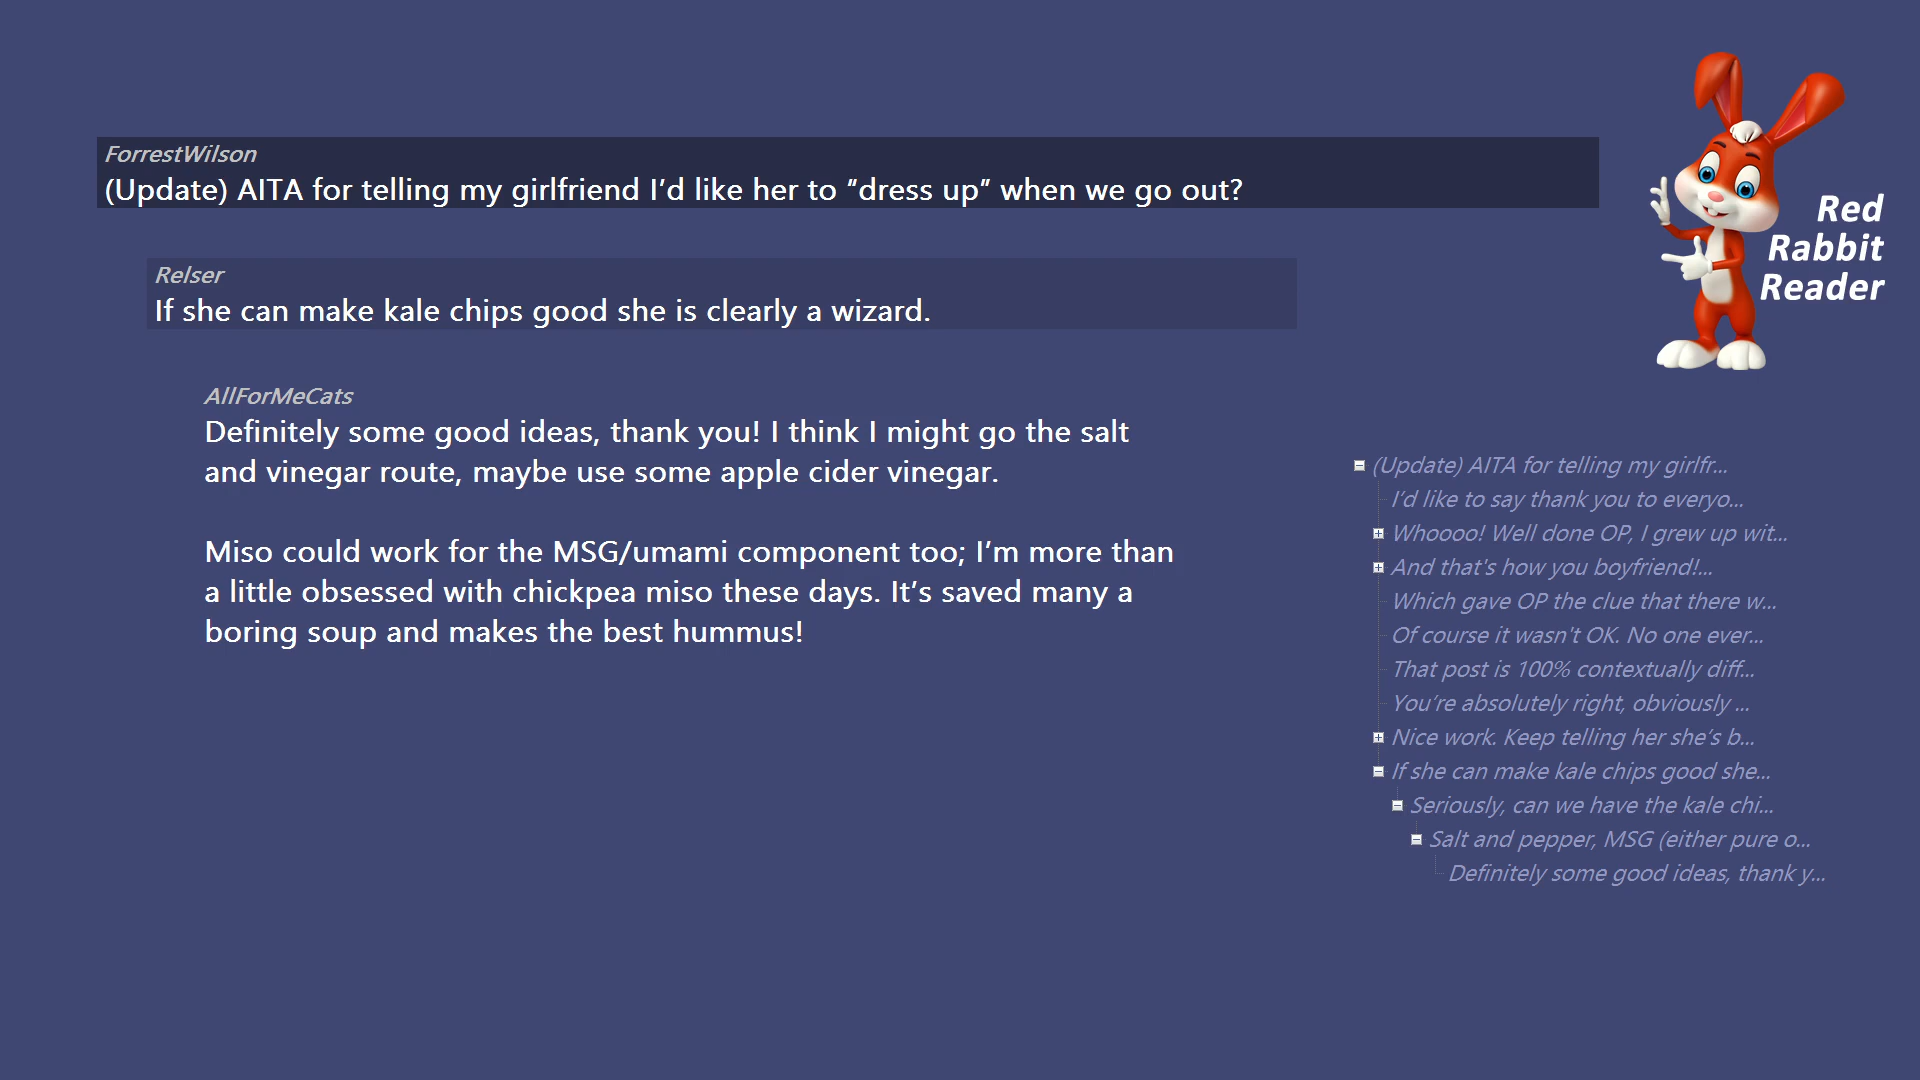 ForrestWilson
(Update) AITA for telling my girlfriend I’d like her to “dress up” when we go out?
Red
Rabbit
Reader
Relser
If she can make kale chips good she is clearly a wizard.
AllForMeCats
Definitely some good ideas, thank you! I think I might go the salt
and vinegar route, maybe use some apple cider vinegar.
Miso could work for the MSG/umami component too; I’m more than
a little obsessed with chickpea miso these days. It’s saved many a
boring soup and makes the best hummus!
(Update) AITA for telling my girlfr...
I’d like to say thank you to everyo...
Whoooo! Well done OP, I grew up wit...
And that's how you boyfriend!...
Which gave OP the clue that there w...
Of course it wasn't OK. No one ever...
That post is 100% contextually diff...
You’re absolutely right, obviously ...
Nice work. Keep telling her she’s b...
If she can make kale chips good she...
Seriously, can we have the kale chi...
Salt and pepper, MSG (either pure o...
Definitely some good ideas, thank y...